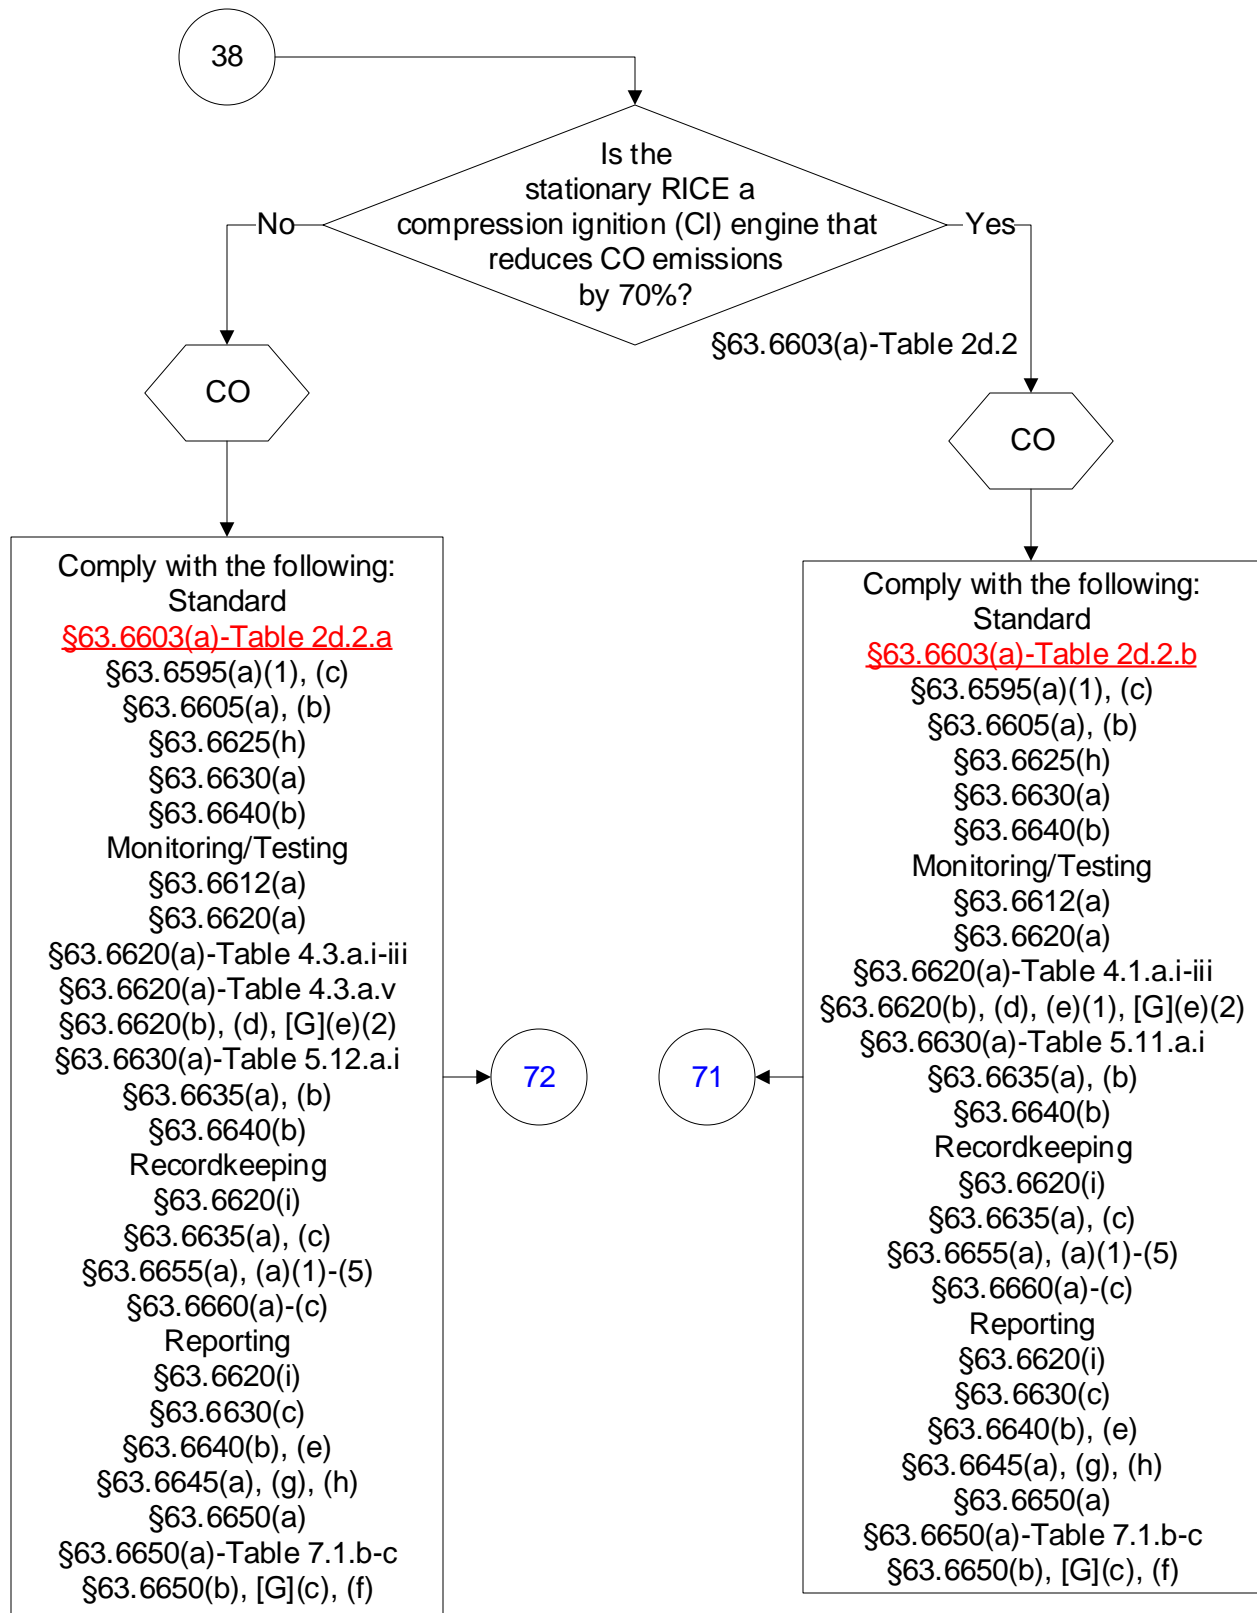 38
Is the
stationary RICE a
compression ignition (CI) engine that
reduces CO emissions
by 70%?
No
Yes
§63.6603(a)-Table 2d.2
CO
CO
Comply with the following:
Standard
§63.6603(a)-Table 2d.2.a
§63.6595(a)(1), (c)
§63.6605(a), (b)
§63.6625(h)
§63.6630(a)
§63.6640(b)
Monitoring/Testing
§63.6612(a)
§63.6620(a)
§63.6620(a)-Table 4.3.a.i-iii
§63.6620(a)-Table 4.3.a.v
§63.6620(b), (d), [G](e)(2)
§63.6630(a)-Table 5.12.a.i
§63.6635(a), (b)
§63.6640(b)
Recordkeeping
§63.6620(i)
§63.6635(a), (c)
§63.6655(a), (a)(1)-(5)
§63.6660(a)-(c)
Reporting
§63.6620(i)
§63.6630(c)
§63.6640(b), (e)
§63.6645(a), (g), (h)
§63.6650(a)
§63.6650(a)-Table 7.1.b-c
§63.6650(b), [G](c), (f)
72
71
Comply with the following:
Standard
§63.6603(a)-Table 2d.2.b
§63.6595(a)(1), (c)
§63.6605(a), (b)
§63.6625(h)
§63.6630(a)
§63.6640(b)
Monitoring/Testing
§63.6612(a)
§63.6620(a)
§63.6620(a)-Table 4.1.a.i-iii
§63.6620(b), (d), (e)(1), [G](e)(2)
§63.6630(a)-Table 5.11.a.i
§63.6635(a), (b)
§63.6640(b)
Recordkeeping
§63.6620(i)
§63.6635(a), (c)
§63.6655(a), (a)(1)-(5)
§63.6660(a)-(c)
Reporting
§63.6620(i)
§63.6630(c)
§63.6640(b), (e)
§63.6645(a), (g), (h)
§63.6650(a)
§63.6650(a)-Table 7.1.b-c
§63.6650(b), [G](c), (f)